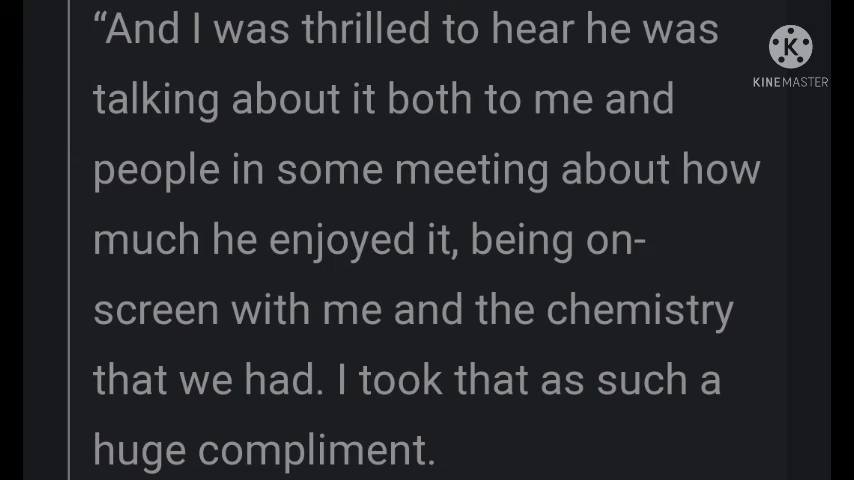 “And I was thrilled to hear he was
talking about it both to me and
people in some meeting about how
much he enjoyed it, being on-
screen with me and the chemistry
that we had. I took that as such a
huge compliment.
K
KINEMASTER